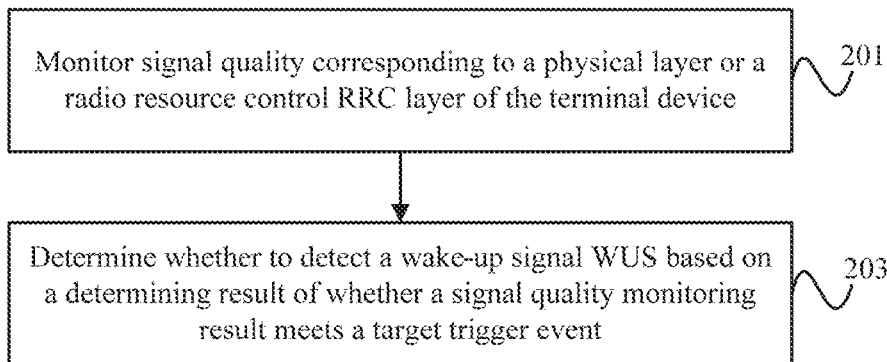 Monitor signal quality corresponding to a physical layer or a
radio resource control RRC layer of the terminal device
201
Determine whether to detect a wake-up signal WUS based on
a determining result of whether a signal quality monitoring
result meets a target trigger event
203